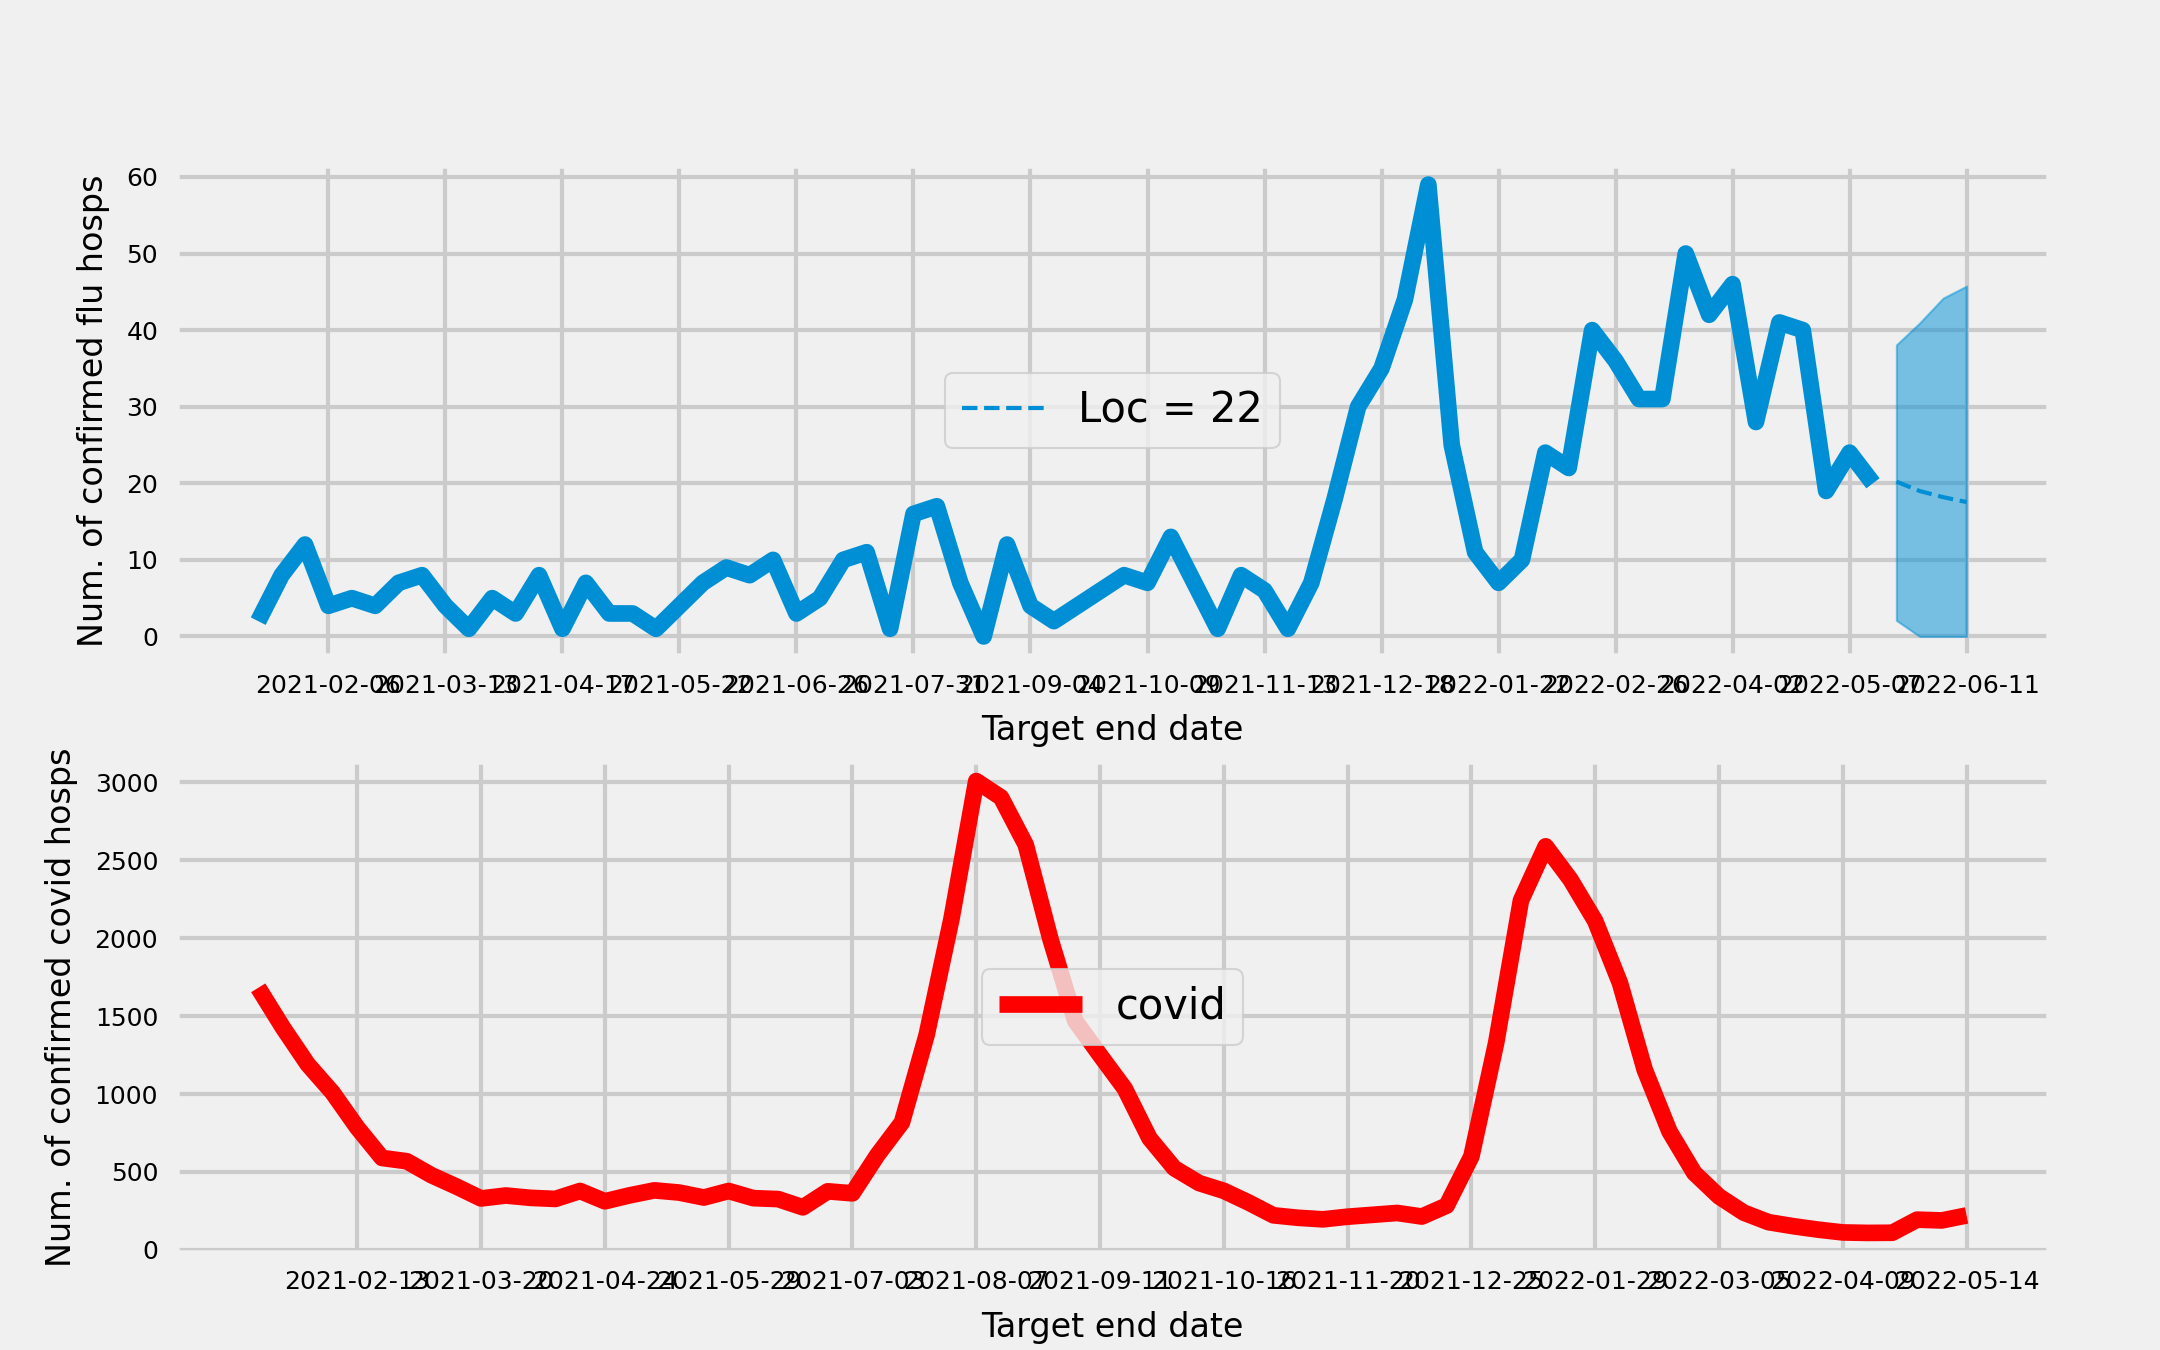 Num. of confirmed flu hosps
60
50
40
30
20
10
0
Loc = 22
2021-02-06 2021-03-13 2021-04-17 2021-05-22 2021-06-26 2021-07-31 2021-09-04 2021-10-09 2021-11-13 2021-12-18 2022-01-22 2022-02-26 2022-04-02 2022-05-07 2022-06-11
Target end date
Num. of confirmed covid hosps
3000
2500
2000
1500
1000
500
0
covid
2021-02-13 2021-03-20 2021-04-24 2021-05-29 2021-07-03 2021-08-07 2021-09-11 2021-10-16 2021-11-20 2021-12-25 2022-01-29 2022-03-05 2022-04-09 2022-05-14
Target end date